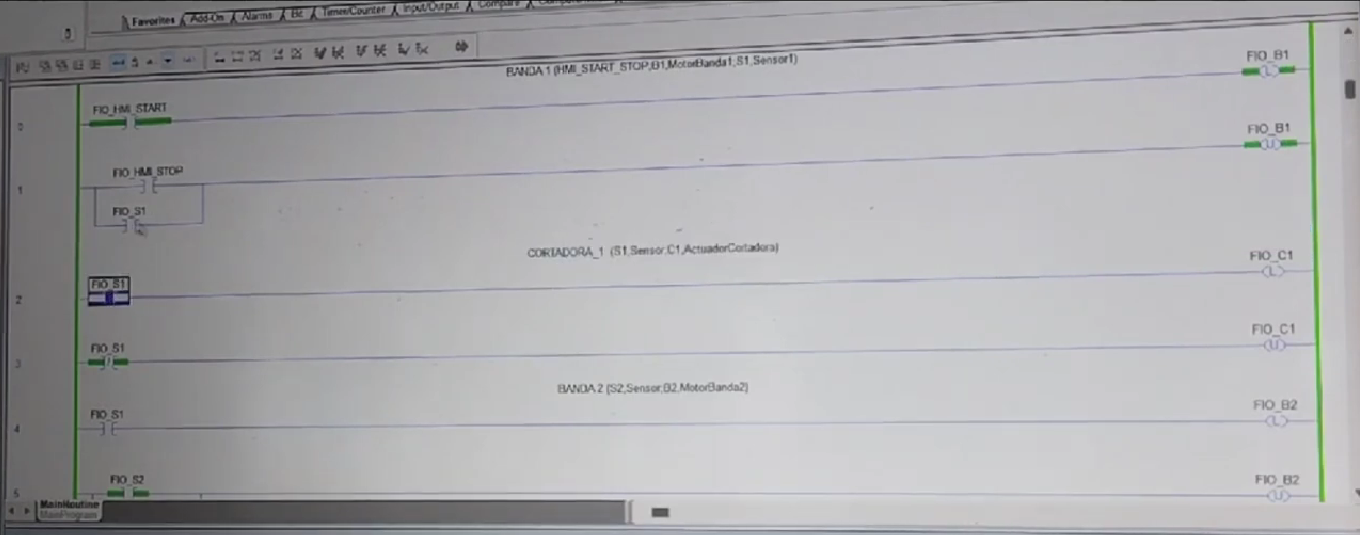 Favorites Add-On Alarms Bit Timer/Counter Input/Output Compare
BANDA 1 (HMI_START_STOP,B1,MotorBanda1,S1,Sensor1)
0
FIO_HMI_START
FIO_B1
L
1
FIO_HMI_STOP
FIO_B1
U
FIO_S1
CORTADORA_1 (S1,Sensor,C1,ActuadorCortadora)
2
FIO_S1
FIO_C1
L
3
FIO_S1
FIO_C1
U
BANDA 2 (S2,Sensor,B2,MotorBanda2)
4
FIO_S1
FIO_B2
L
5
FIO_S2
FIO_B2
U
MainRoutine
MainProgram